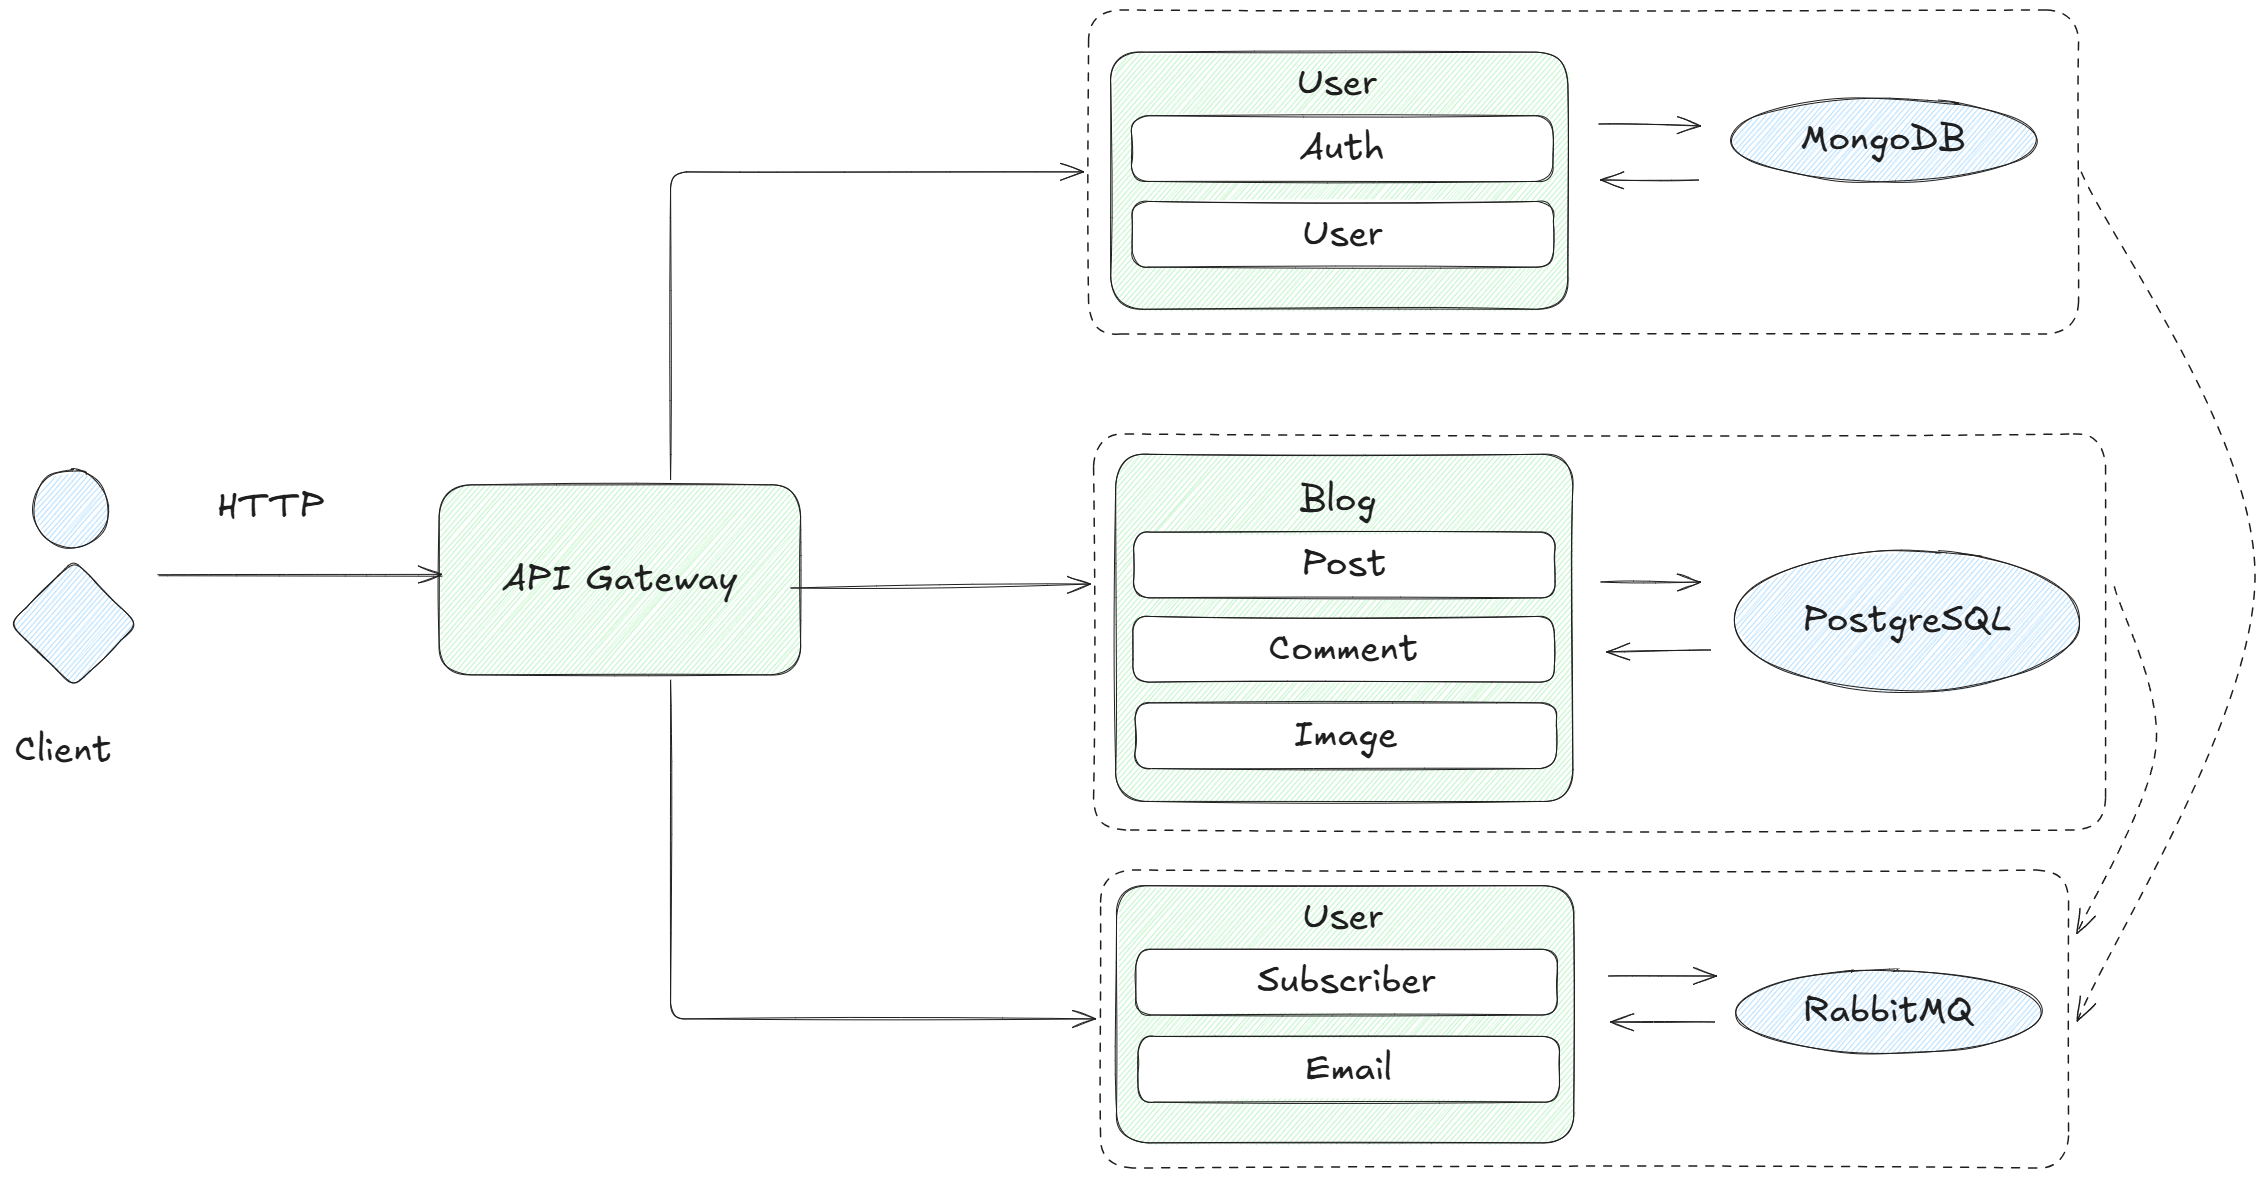 User
Auth
MongoDB
User
HTTP
API Gateway
Client
Blog
Post
Comment
PostgreSQL
Image
User
Subscriber
RabbitMQ
Email